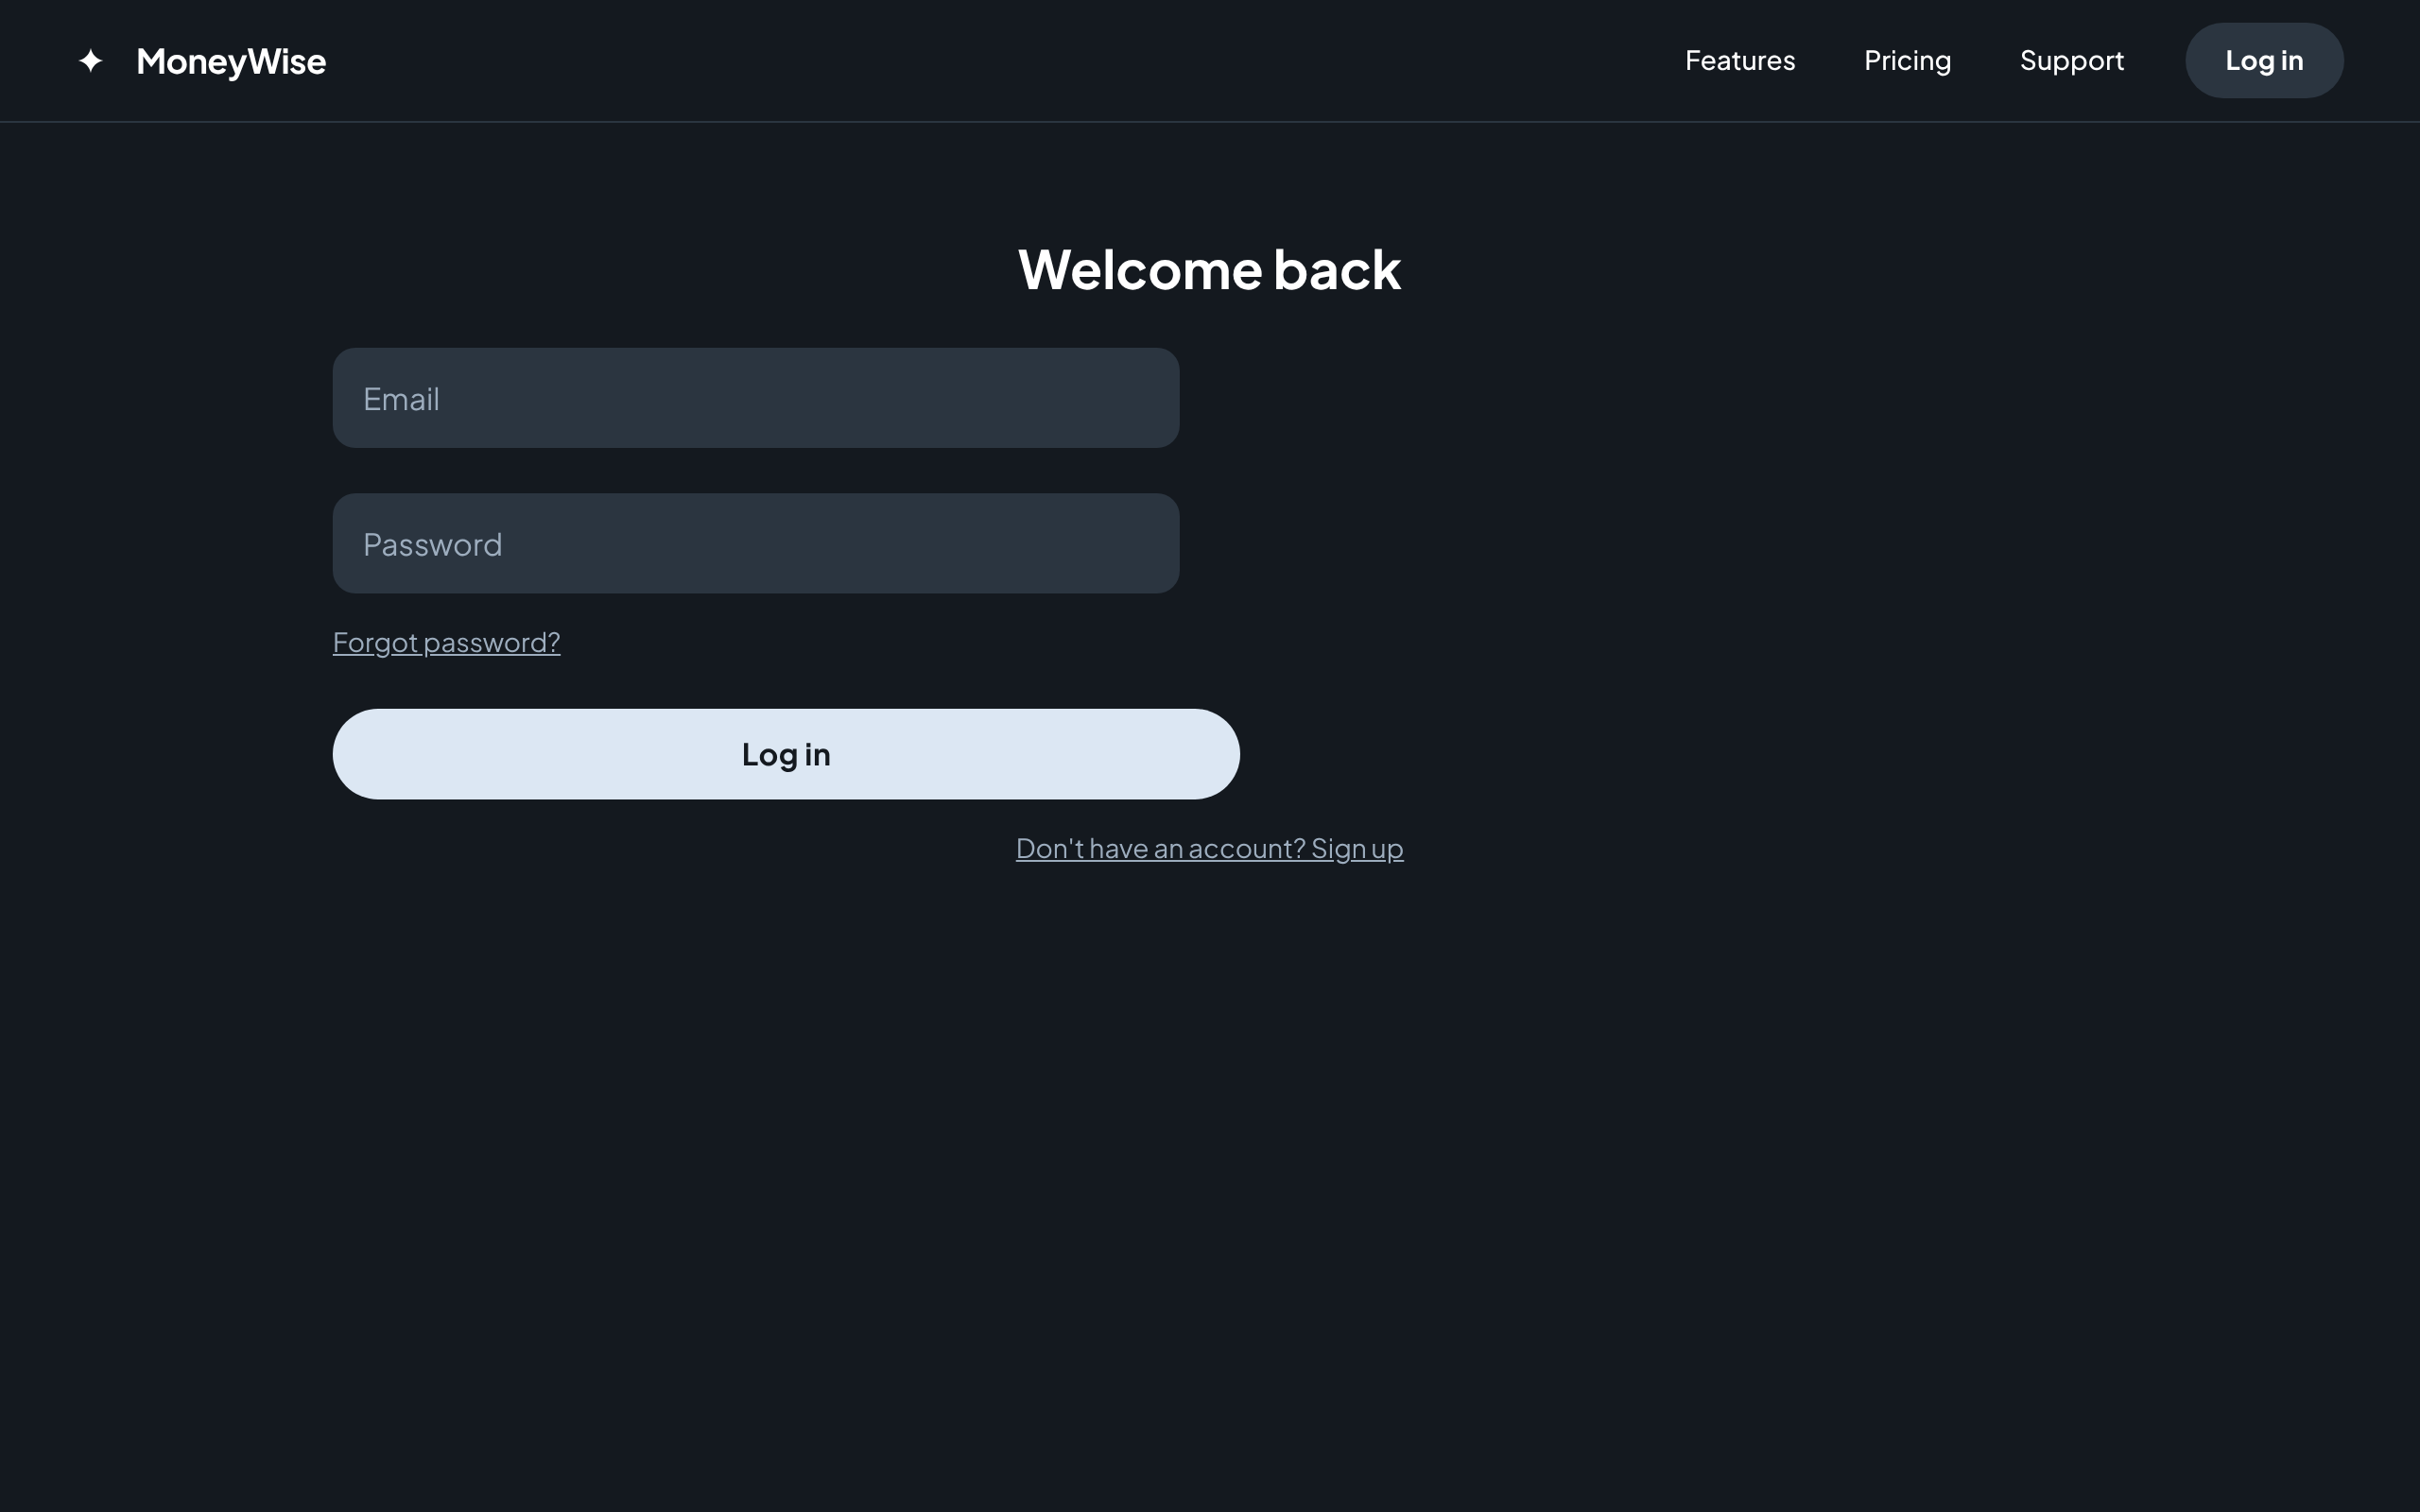 MoneyWise Features Pricing Support Log in
Welcome back
Email
Password
Forgot password?
Log in
Don't have an account? Sign up